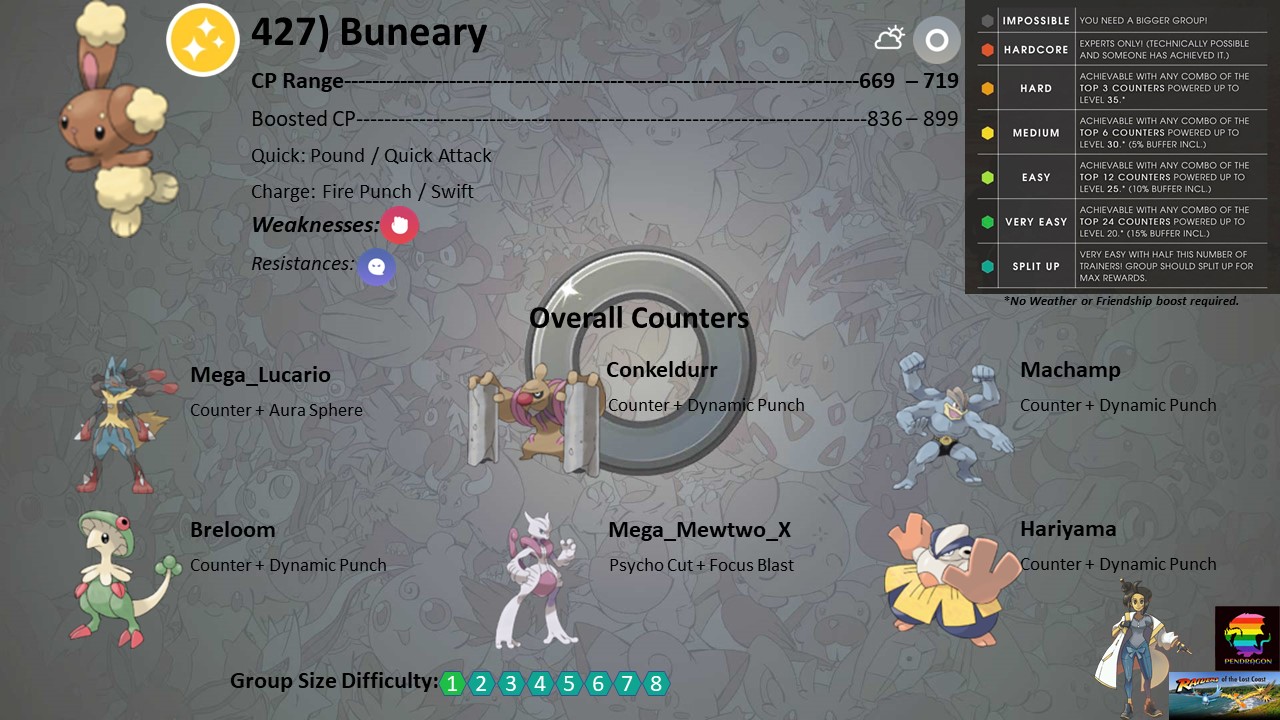 427) Buneary
CP Range----------------------------------------------------------------------------669 – 719
Boosted CP--------------------------------------------------------------------------836 – 899
Quick: Pound / Quick Attack
Charge: Fire Punch / Swift
Weaknesses:
Resistances:
IMPOSSIBLE YOU NEED A BIGGER GROUP!
HARDCORE EXPERTS ONLY! (TECHNICALLY POSSIBLE
AND SOMEONE HAS ACHIEVED IT.)
HARD ACHIEVABLE WITH ANY COMBO OF THE
TOP 3 COUNTERS POWERED UP TO
LEVEL 35.*
MEDIUM ACHIEVABLE WITH ANY COMBO OF THE
TOP 6 COUNTERS POWERED UP TO
LEVEL 30.* (5% BUFFER INCL.)
EASY ACHIEVABLE WITH ANY COMBO OF THE
TOP 12 COUNTERS POWERED UP TO
LEVEL 25.* (10% BUFFER INCL.)
VERY EASY ACHIEVABLE WITH ANY COMBO OF THE
TOP 24 COUNTERS POWERED UP TO
LEVEL 20.* (15% BUFFER INCL.)
SPLIT UP VERY EASY WITH HALF THIS NUMBER OF
TRAINERS! GROUP SHOULD SPLIT UP FOR
MAX REWARDS.
*No Weather or Friendship boost required.
Overall Counters
Mega_Lucario
Counter + Aura Sphere
Conkeldurr
Counter + Dynamic Punch
Machamp
Counter + Dynamic Punch
Breloom
Counter + Dynamic Punch
Mega_Mewtwo_X
Psycho Cut + Focus Blast
Hariyama
Counter + Dynamic Punch
Group Size Difficulty: 1 2 3 4 5 6 7 8
PENDRAGON
RAIDERS of the Lost Coast